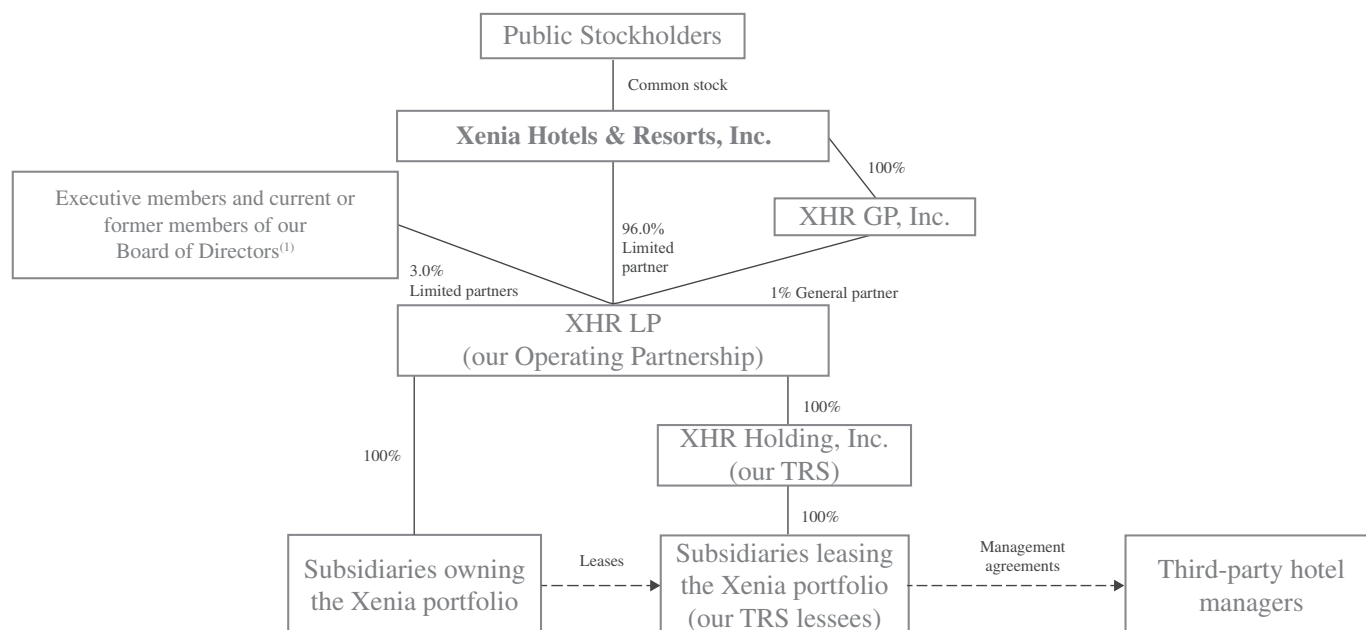 Public Stockholders
Common stock
Xenia Hotels & Resorts, Inc.
100%
Executive members and current or
former members of our
Board of Directors(1)
XHR GP, Inc.
96.0%
Limited
partner
3.0%
Limited partners
1% General partner
XHR LP
(our Operating Partnership)
100%
XHR Holding, Inc.
(our TRS)
100%
100%
Subsidiaries owning
the Xenia portfolio
Leases
Subsidiaries leasing
the Xenia portfolio
(our TRS lessees)
Management
agreements
Third-party hotel
managers